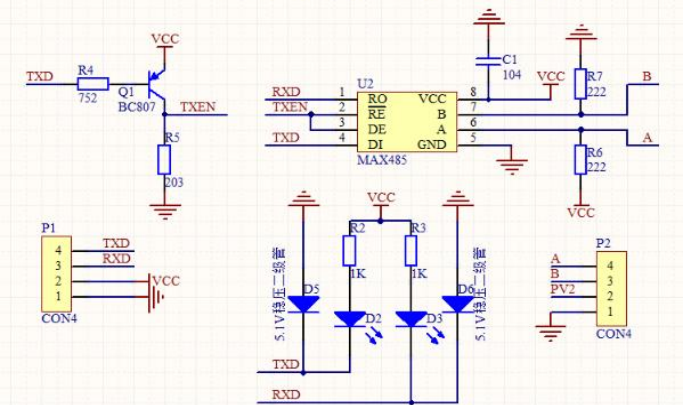 VCC
TXD
R4
752
Q1
BC807
TXEN
R5
203
U2
RXD
1
RO
VCC
8
TXEN
2
RE
B
7
3
DE
A
6
TXD
4
DI
GND
5
MAX485
C1
104
VCC
R7
222
B
A
R6
222
VCC
P1
4
TXD
3
RXD
2
VCC
1
CON4
VCC
R2
1K
R3
1K
D5
5.1V稳压二级管
D2
D3
D6
5.1V稳压二级管
TXD
RXD
P2
A
4
B
3
PV2
2
1
CON4